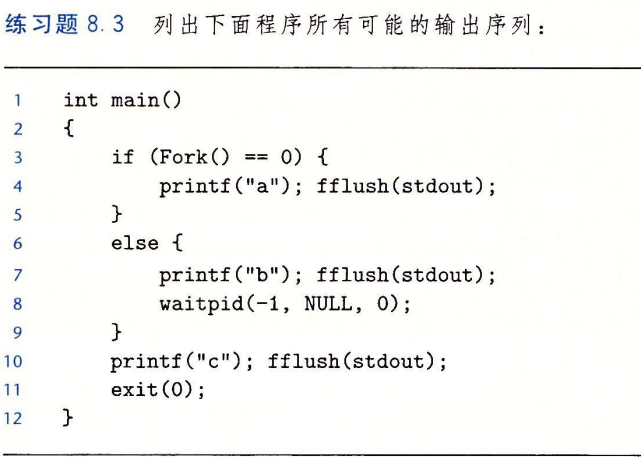 练习题 8.3 列出下面程序所有可能的输出序列：
1 int main()
2 {
3     if (Fork() == 0) {
4         printf("a"); fflush(stdout);
5     }
6     else {
7         printf("b"); fflush(stdout);
8         waitpid(-1, NULL, 0);
9     }
10     printf("c"); fflush(stdout);
11     exit(0);
12 }